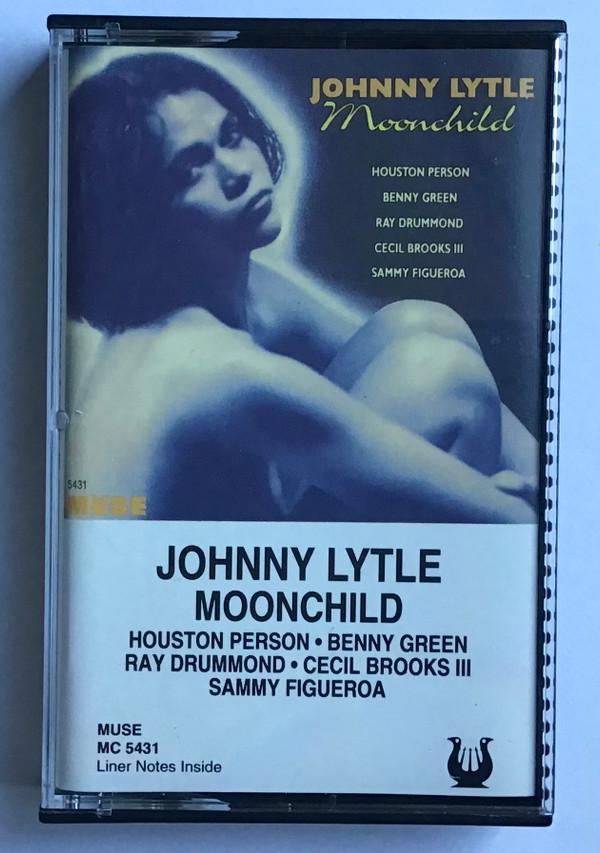 JOHNNY LYTLE
Moonchild
HOUSTON PERSON
BENNY GREEN
RAY DRUMMOND
CECIL BROOKS III
SAMMY FIGUEROA
5431
MUSE
JOHNNY LYTLE
MOONCHILD
HOUSTON PERSON • BENNY GREEN
RAY DRUMMOND • CECIL BROOKS III
SAMMY FIGUEROA
MUSE
MC 5431
Liner Notes Inside